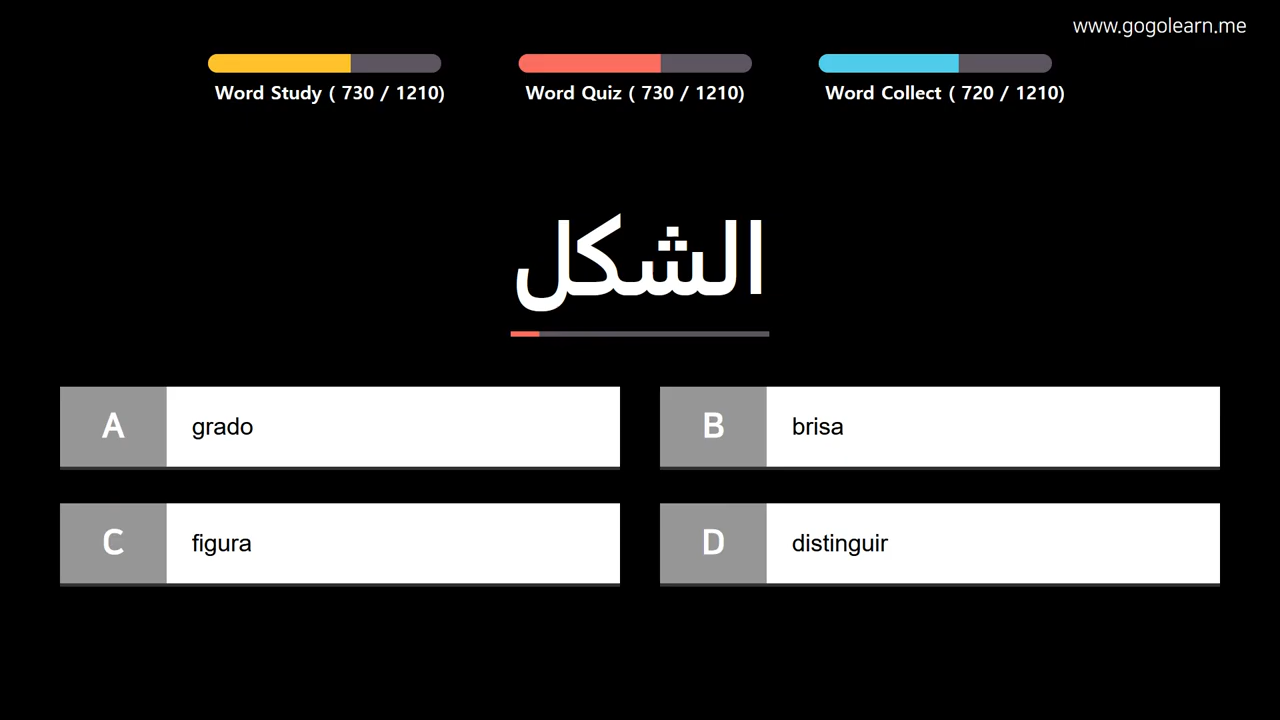 www.gogolearn.me
Word Study ( 730 / 1210)
Word Quiz ( 730 / 1210)
Word Collect ( 720 / 1210)
الشكل
A grado
B brisa
C figura
D distinguir